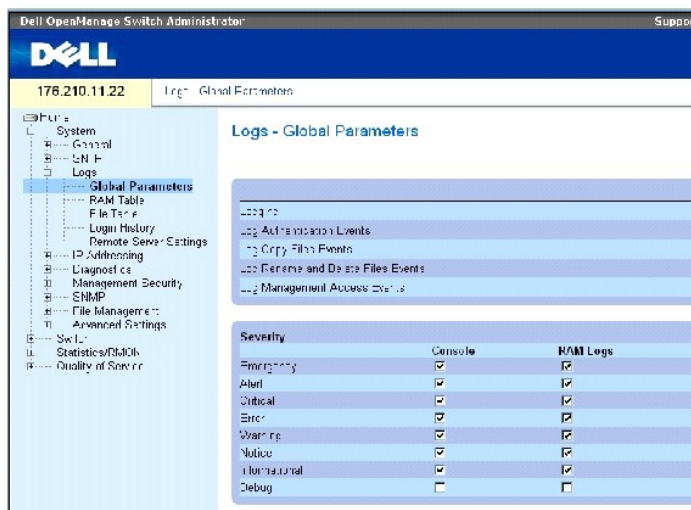 Dell OpenManage Switch Administrator
Suppo
DELL
176.210.11.22
Logs - Global Parameters
Home
System
General
SNTP
Logs
Global Parameters
RAM Table
File Table
Login History
Remote Server Settings
IP Addressing
Diagnostics
Management Security
SNMP
File Management
Advanced Settings
Switch
Statistics/RMON
Quality of Service
Logs - Global Parameters
Logging
Log Authentication Events
Log Copy Files Events
Log Rename and Delete Files Events
Log Management Access Events
Severity
Console RAM Logs
Emergency
Alert
Critical
Error
Warning
Notice
Informational
Debug